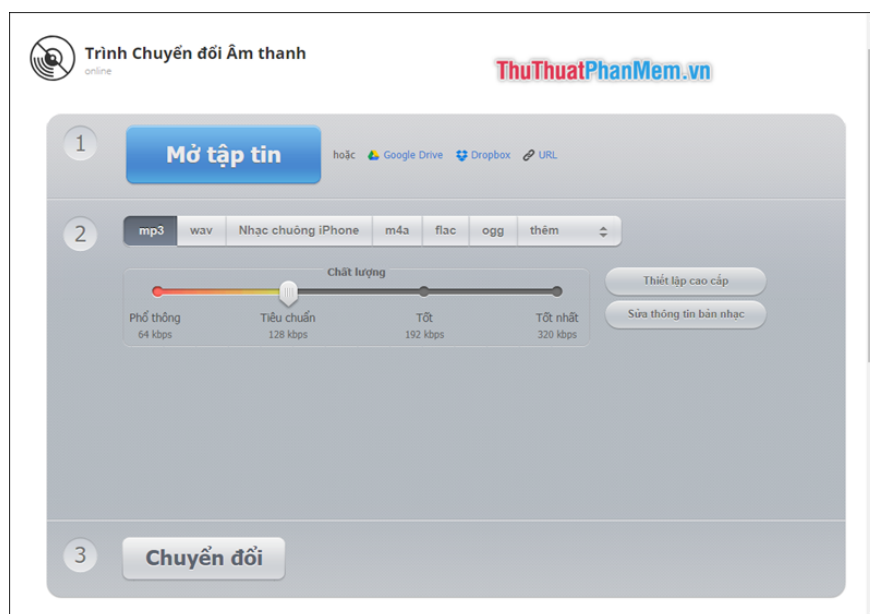 Trình Chuyển đổi Âm thanh
online
ThuThuatPhanMem.vn
1
Mở tập tin
hoặc Google Drive Dropbox URL
2
mp3 wav Nhạc chuông iPhone m4a flac ogg thêm
Chất lượng
Phổ thông Tiêu chuẩn Tốt Tốt nhất
64 kbps 128 kbps 192 kbps 320 kbps
Thiết lập cao cấp
Sửa thông tin bản nhạc
3
Chuyển đổi